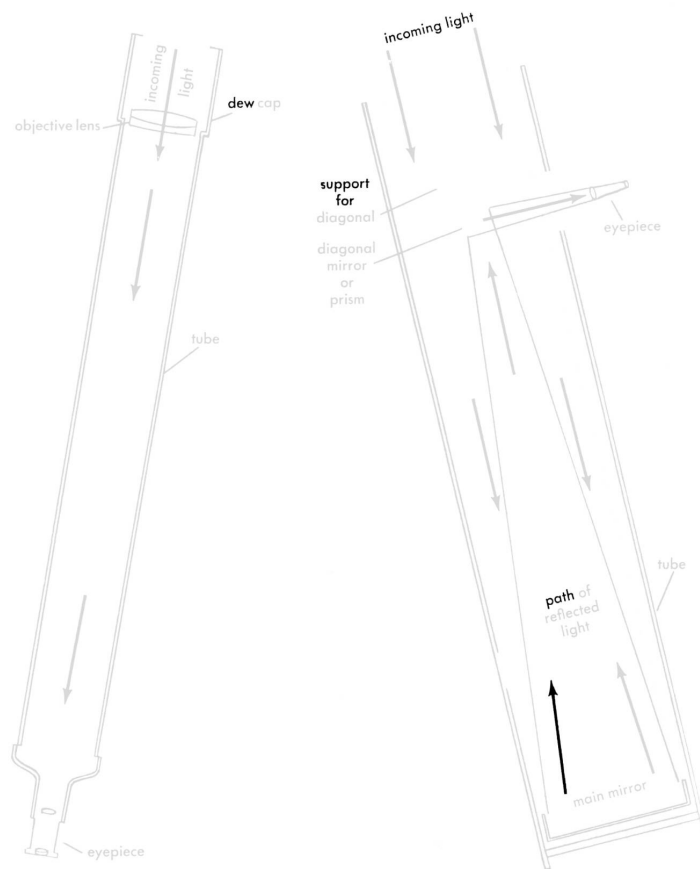 incoming
light
dew cap
objective lens
tube
eyepiece
incoming light
support
for
diagonal
diagonal
mirror
or
prism
eyepiece
tube
path of
reflected
light
main mirror